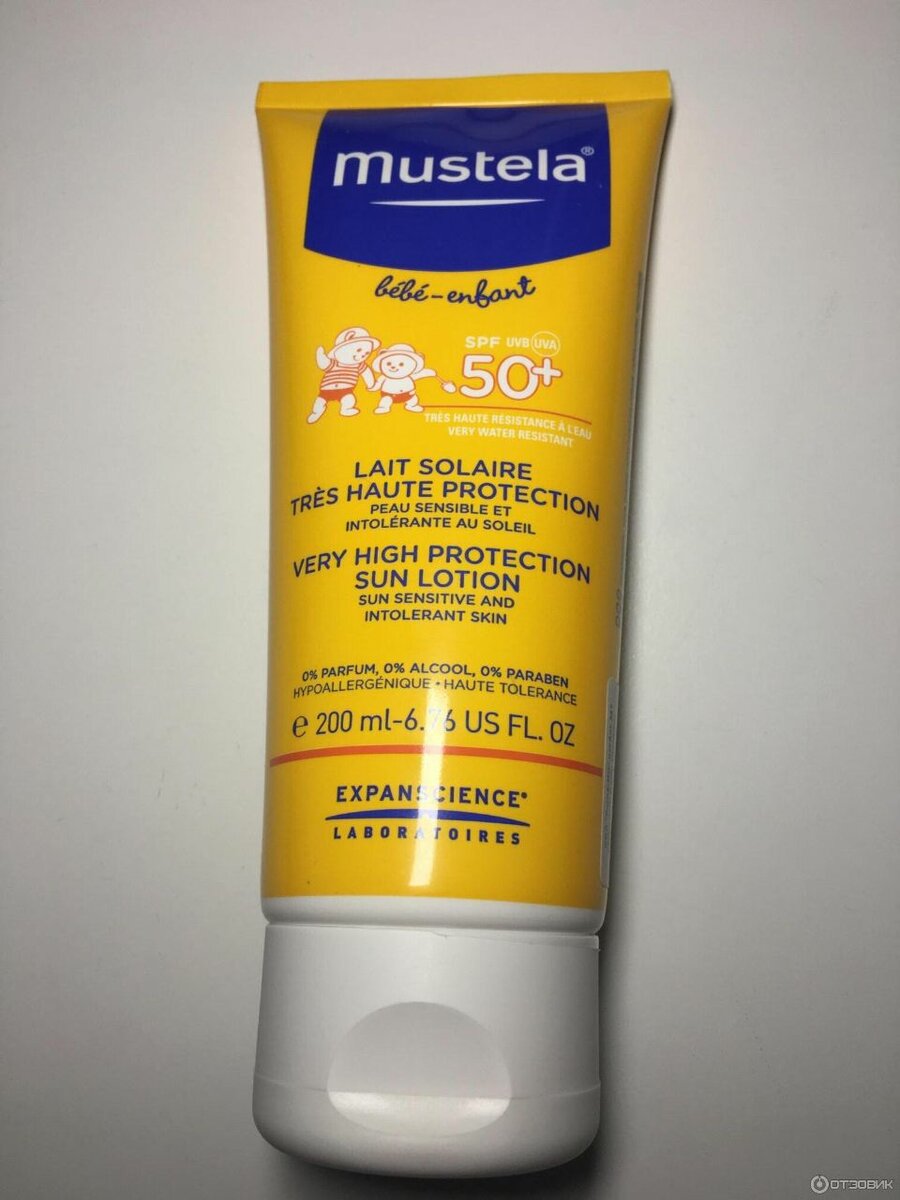 mustela®
bébé-enfant
SPF UVB UVA
50+
TRÈS HAUTE RÉSISTANCE À L'EAU
VERY WATER RESISTANT
LAIT SOLAIRE
TRÈS HAUTE PROTECTION
PEAU SENSIBLE ET
INTOLÉRANTE AU SOLEIL
VERY HIGH PROTECTION
SUN LOTION
SUN SENSITIVE AND
INTOLERANT SKIN
0% PARFUM, 0% ALCOOL, 0% PARABEN
HYPOALLERGÉNIQUE • HAUTE TOLERANCE
e 200 ml-6.76 US FL. OZ
EXPANSCIENCE®
LABORATOIRES
ОТЗОВИК